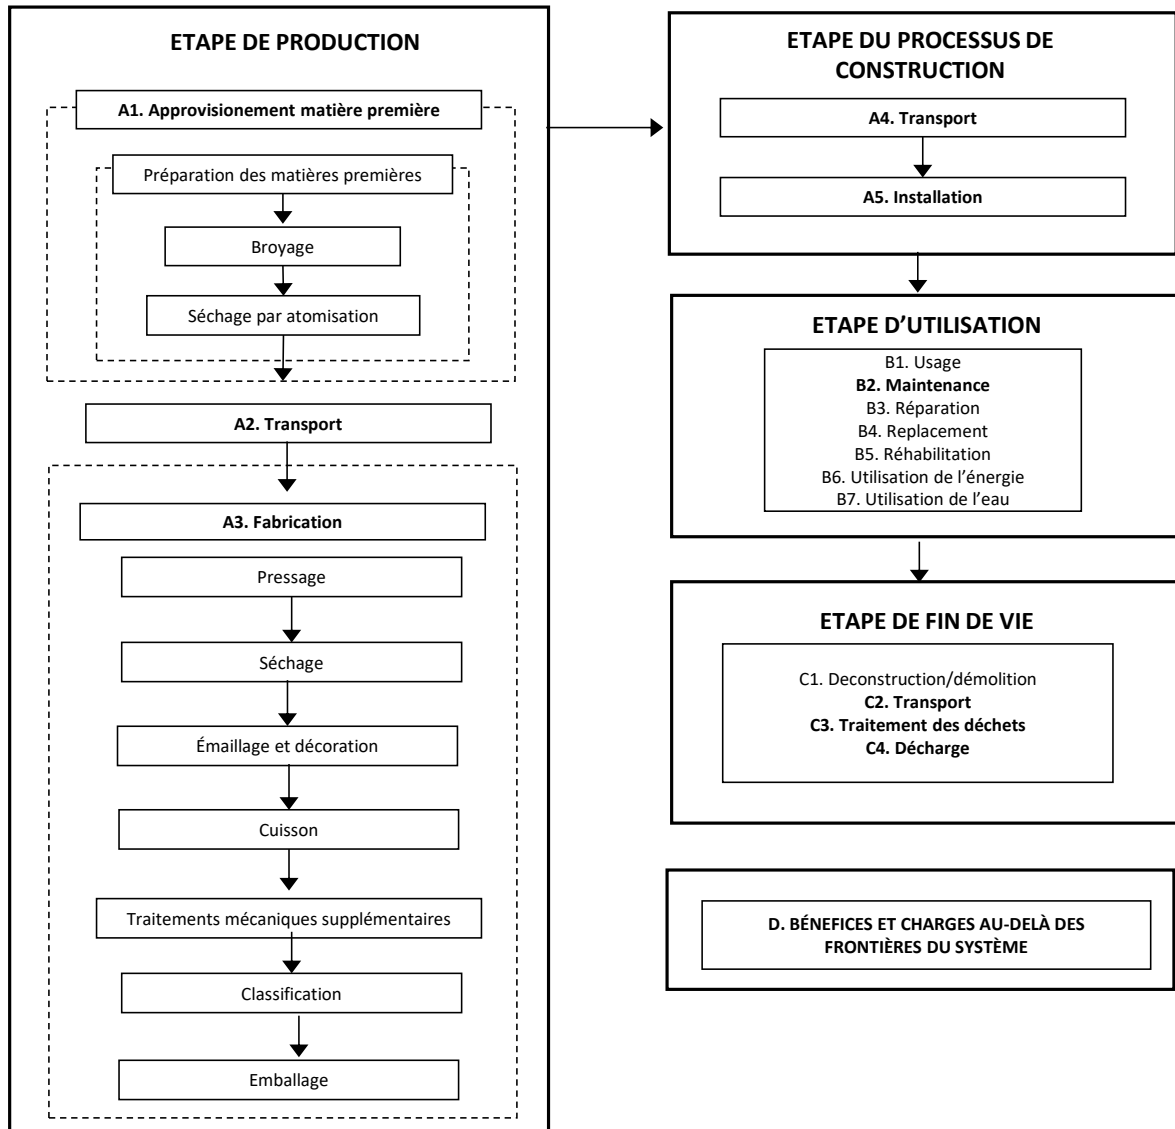 ETAPE DE PRODUCTION
A1. Approvisionement matière première
Préparation des matières premières
Broyage
Séchage par atomisation
A2. Transport
A3. Fabrication
Pressage
Séchage
Émaillage et décoration
Cuisson
Traitements mécaniques supplémentaires
Classification
Emballage
ETAPE DU PROCESSUS DE
CONSTRUCTION
A4. Transport
A5. Installation
ETAPE D’UTILISATION
B1. Usage
B2. Maintenance
B3. Réparation
B4. Replacement
B5. Réhabilitation
B6. Utilisation de l’énergie
B7. Utilisation de l’eau
ETAPE DE FIN DE VIE
C1. Deconstruction/démolition
C2. Transport
C3. Traitement des déchets
C4. Décharge
D. BÉNEFICES ET CHARGES AU-DELÀ DES
FRONTIÈRES DU SYSTÈME